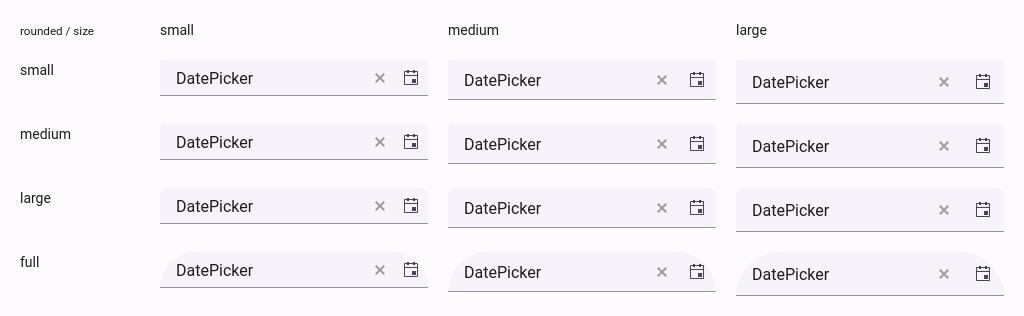 rounded / size small medium large
small DatePicker DatePicker DatePicker
medium DatePicker DatePicker DatePicker
large DatePicker DatePicker DatePicker
full DatePicker DatePicker DatePicker